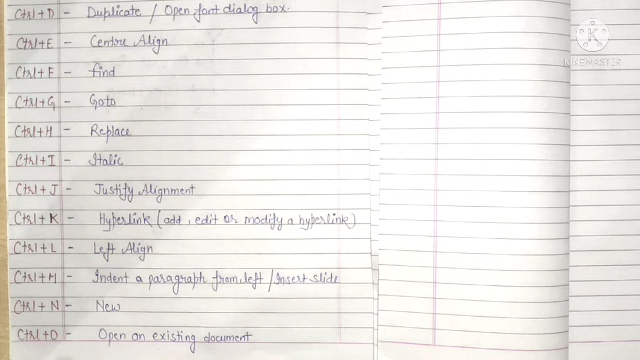 Ctrl+D - Duplicate / Open font dialog box.
Ctrl+E - Centre Align
Ctrl+F - find
Ctrl+G - Goto
Ctrl+H - Replace
Ctrl+I - Italic
Ctrl+J - Justify Alignment
Ctrl+K - Hyperlink (add, edit or modify a hyperlink)
Ctrl+L - Left Align
Ctrl+M - Indent a paragraph from left / Insert slide
Ctrl+N - New
Ctrl+O - Open an existing document
K
KINEMASTER